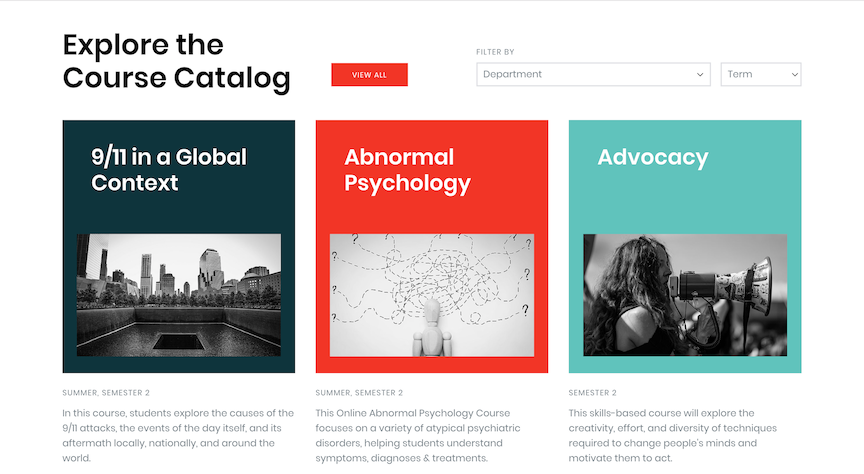 Explore the
Course Catalog
VIEW ALL
FILTER BY
Department
Term
9/11 in a Global
Context
Abnormal
Psychology
Advocacy
? ? ?
? ?
? ?
SUMMER, SEMESTER 2
In this course, students explore the causes of the
9/11 attacks, the events of the day itself, and its
aftermath locally, nationally, and around the
world.
SUMMER, SEMESTER 2
This Online Abnormal Psychology Course
focuses on a variety of atypical psychiatric
disorders, helping students understand
symptoms, diagnoses & treatments.
SEMESTER 2
This skills-based course will explore the
creativity, effort, and diversity of techniques
required to change people's minds and
motivate them to act.